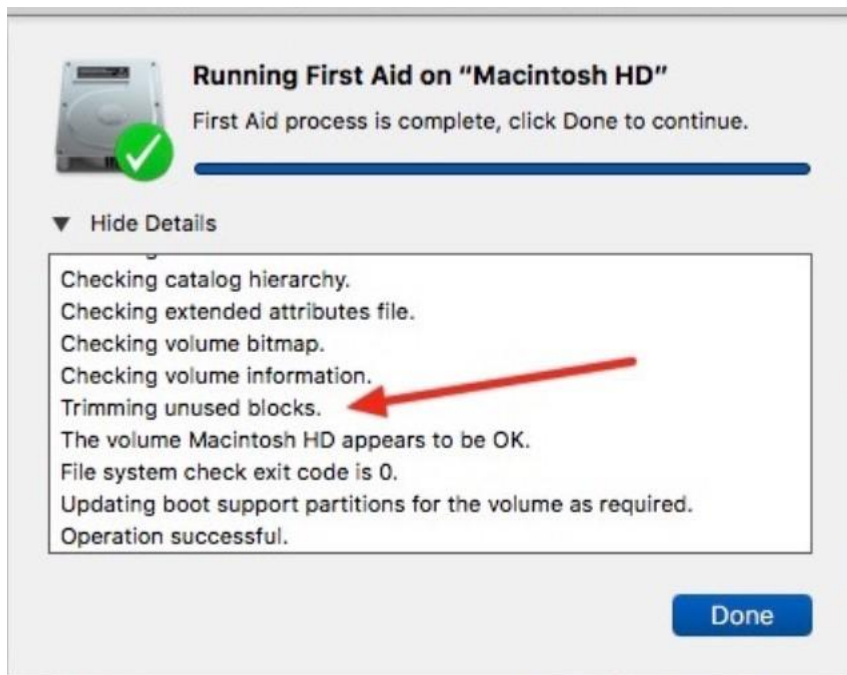 Running First Aid on “Macintosh HD”
First Aid process is complete, click Done to continue.
Hide Details
Checking catalog hierarchy.
Checking extended attributes file.
Checking volume bitmap.
Checking volume information.
Trimming unused blocks.
The volume Macintosh HD appears to be OK.
File system check exit code is 0.
Updating boot support partitions for the volume as required.
Operation successful.
Done